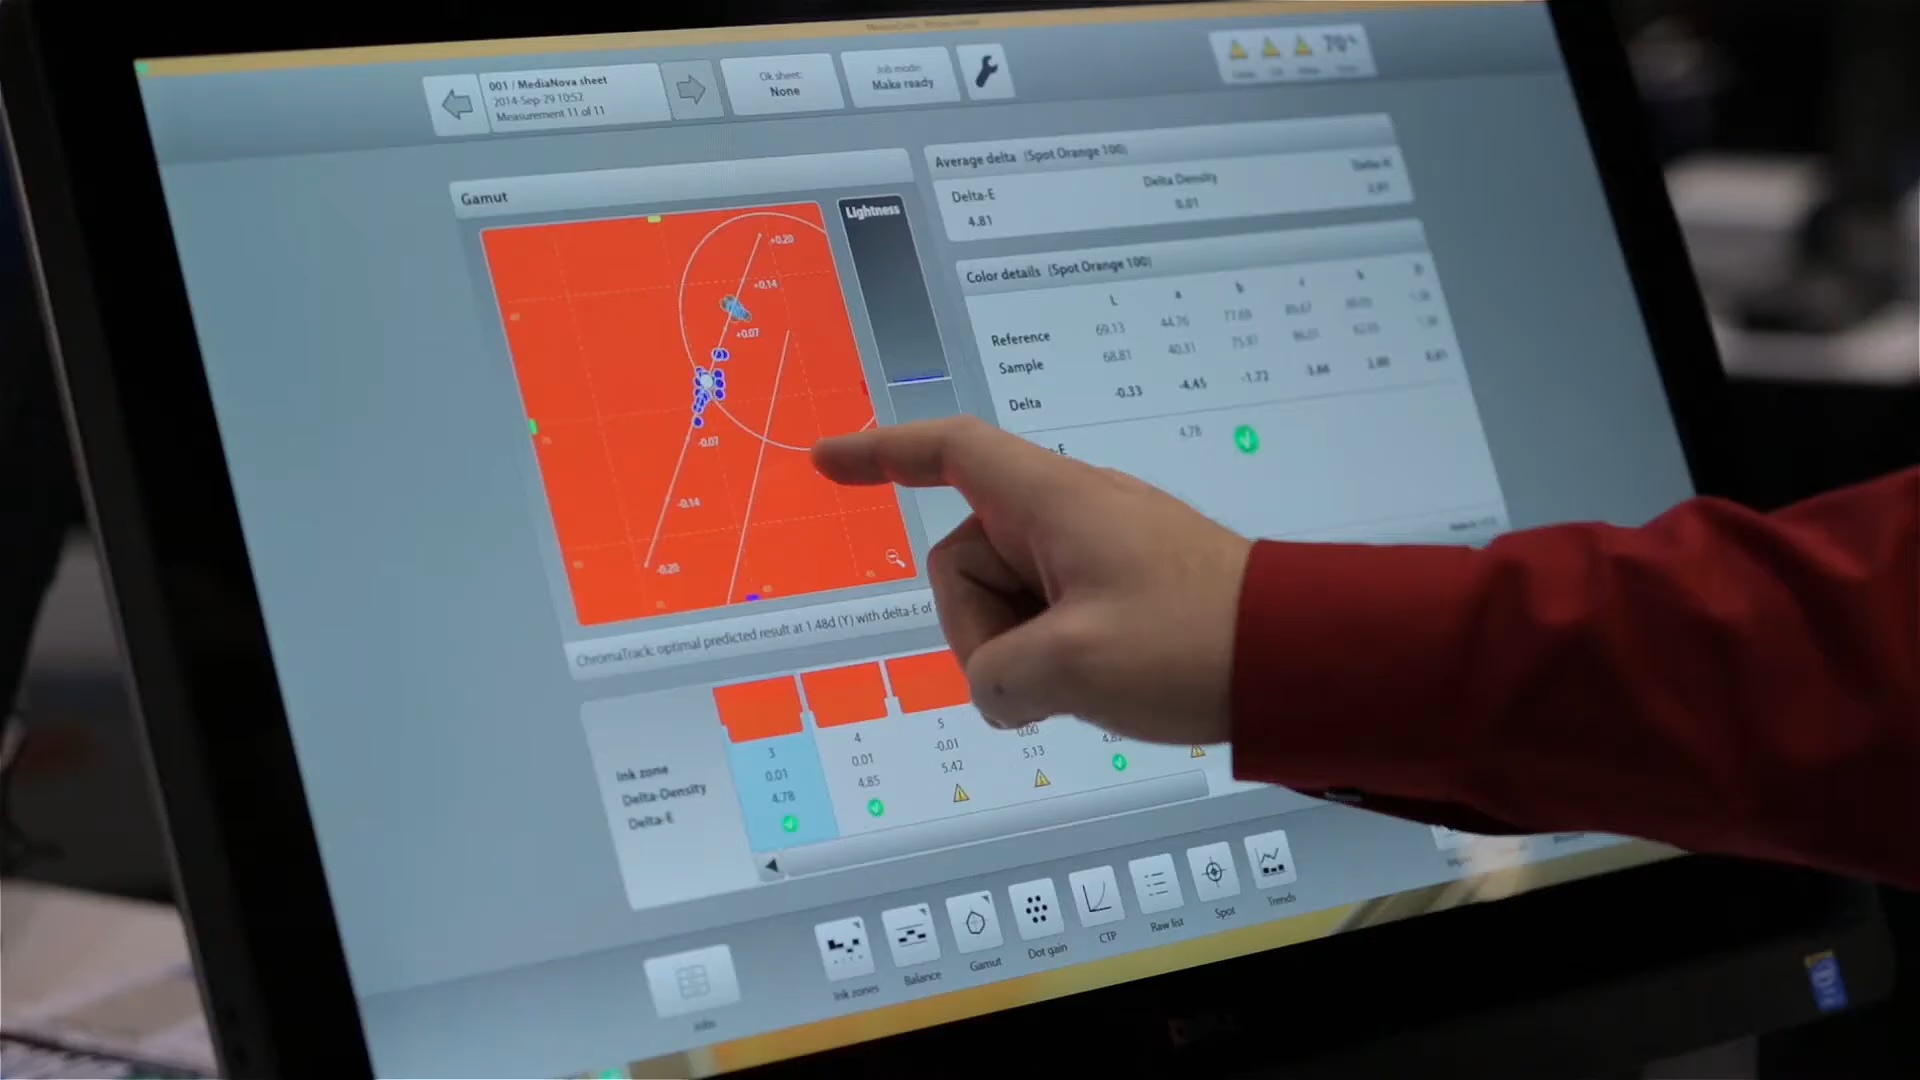 001 / MediaNova sheet
2014-Sep-29 10:52
Measurement 11 of 11
Ok sheet:
None
Job mode:
Make ready
Gamut
+0.20
+0.14
+0.07
-0.07
-0.14
-0.20
Lightness
Average delta (Spot Orange 100)
Delta-E
4.81
Delta Density
0.01
Color details (Spot Orange 100)
L a b
Reference 69.13 44.76 77.69
Sample 68.81 40.31 75.97
Delta -0.33 -4.45 -1.72
-E 4.78
ChromaTrack: optimal predicted result at 1.48d (Y) with delta-E of
Ink zone 3 4 5
Delta-Density 0.01 0.01 -0.01 0.00
Delta-E 4.78 4.85 5.42 5.13
Jobs
Ink zones
Balance
Gamut
Dot gain
CTP
Raw list
Spot
Trends